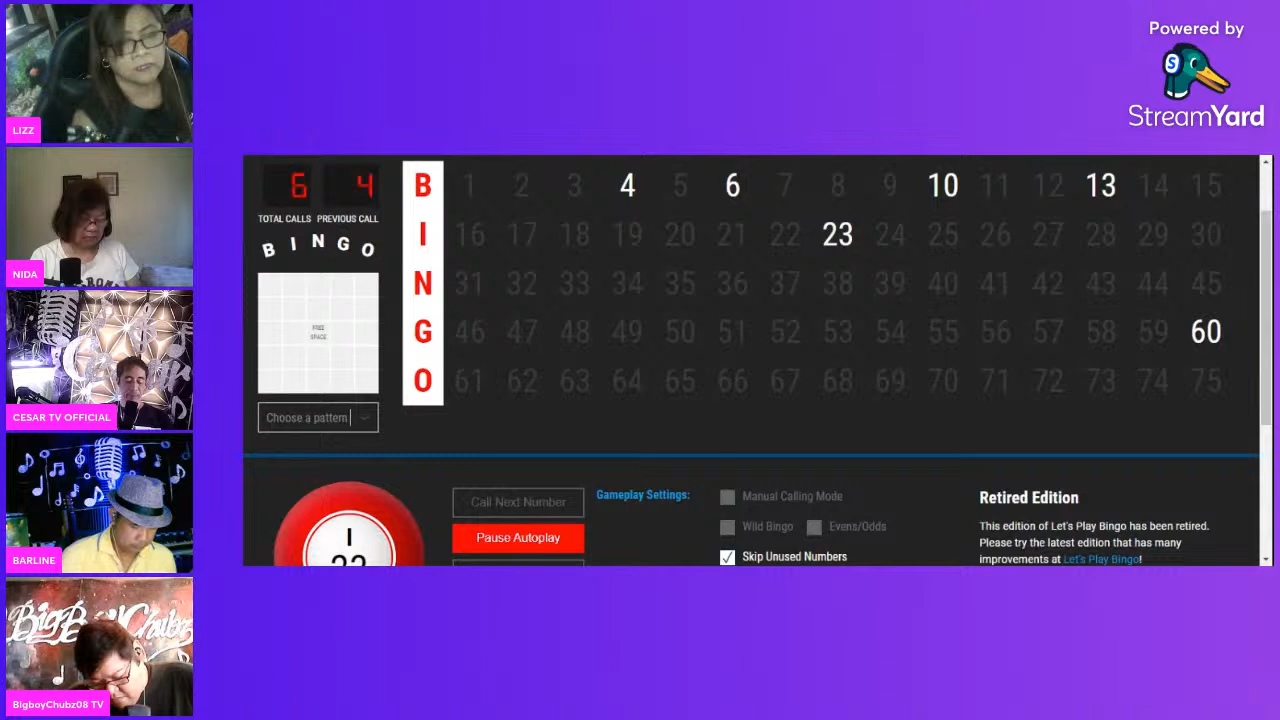 LIZZ
NIDA
CESAR TV OFFICIAL
BARLINE
BigBoyChubz
BigboyChubz08 TV
Powered by
StreamYard
6 4
TOTAL CALLS PREVIOUS CALL
B I N G O
FREE
SPACE
Choose a pattern
B 1 2 3 4 5 6 7 8 9 10 11 12 13 14 15
I 16 17 18 19 20 21 22 23 24 25 26 27 28 29 30
N 31 32 33 34 35 36 37 38 39 40 41 42 43 44 45
G 46 47 48 49 50 51 52 53 54 55 56 57 58 59 60
O 61 62 63 64 65 66 67 68 69 70 71 72 73 74 75
I
23
Call Next Number
Pause Autoplay
Gameplay Settings:
Manual Calling Mode
Wild Bingo Evens/Odds
Skip Unused Numbers
Retired Edition
This edition of Let's Play Bingo has been retired.
Please try the latest edition that has many
improvements at Let's Play Bingo!